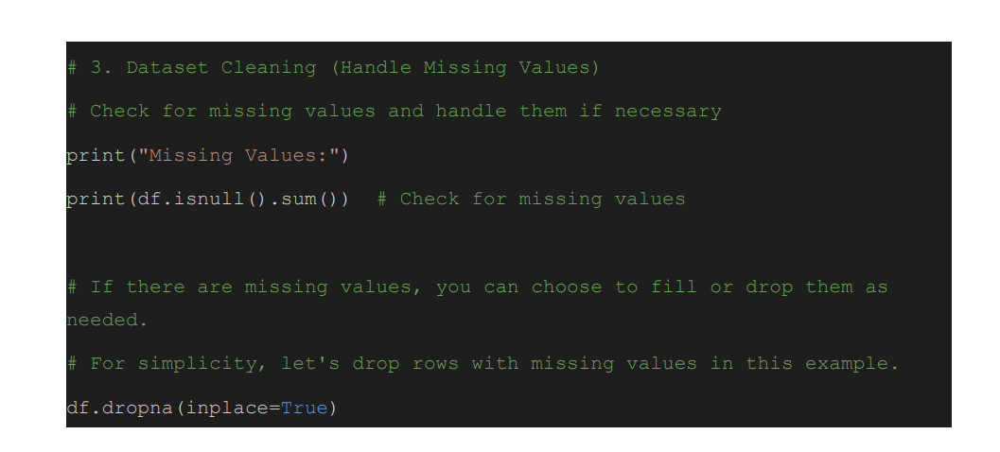 # 3. Dataset Cleaning (Handle Missing Values)
# Check for missing values and handle them if necessary
print("Missing Values:")
print(df.isnull().sum())  # Check for missing values
# If there are missing values, you can choose to fill or drop them as
needed.
# For simplicity, let's drop rows with missing values in this example.
df.dropna(inplace=True)